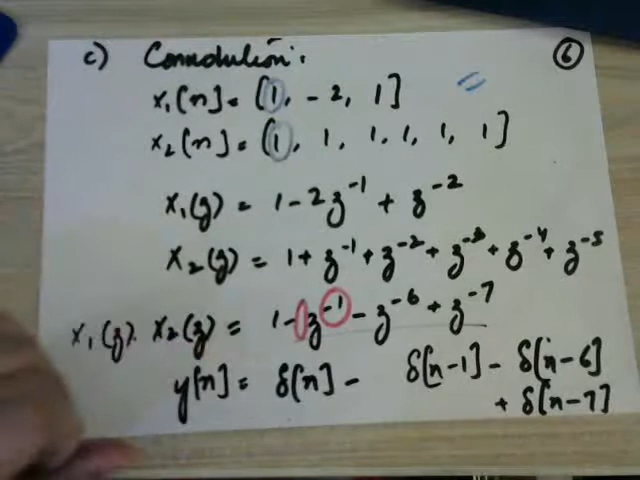 c) Convolution: ⑥
x₁[n] = [1, -2, 1]
x₂[n] = [1, 1, 1, 1, 1, 1]
X₁(z) = 1 - 2z⁻¹ + z⁻²
X₂(z) = 1 + z⁻¹ + z⁻² + z⁻³ + z⁻⁴ + z⁻⁵
X₁(z). X₂(z) = 1 - z⁻¹ - z⁻⁶ + z⁻⁷
y[n] = δ[n] - δ[n-1] - δ[n-6]
+ δ[n-7]